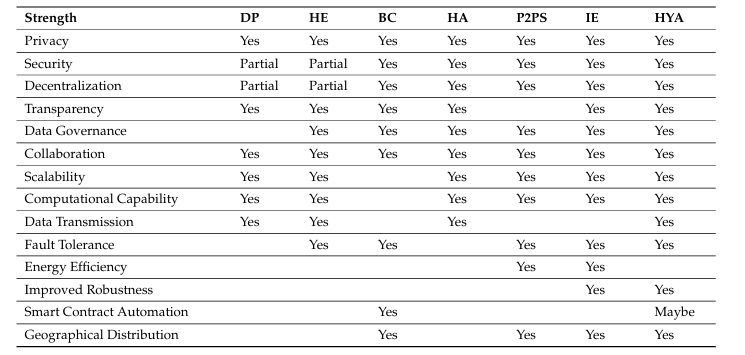 Strength DP HE BC HA P2PS IE HYA
Privacy Yes Yes Yes Yes Yes Yes Yes
Security Partial Partial Yes Yes Yes Yes Yes
Decentralization Partial Partial Yes Yes Yes Yes Yes
Transparency Yes Yes Yes Yes Yes Yes
Data Governance Yes Yes Yes Yes Yes Yes
Collaboration Yes Yes Yes Yes Yes Yes Yes
Scalability Yes Yes Yes Yes Yes Yes
Computational Capability Yes Yes Yes Yes Yes Yes
Data Transmission Yes Yes Yes Yes
Fault Tolerance Yes Yes Yes Yes Yes
Energy Efficiency Yes Yes
Improved Robustness Yes Yes
Smart Contract Automation Yes Maybe
Geographical Distribution Yes Yes Yes Yes